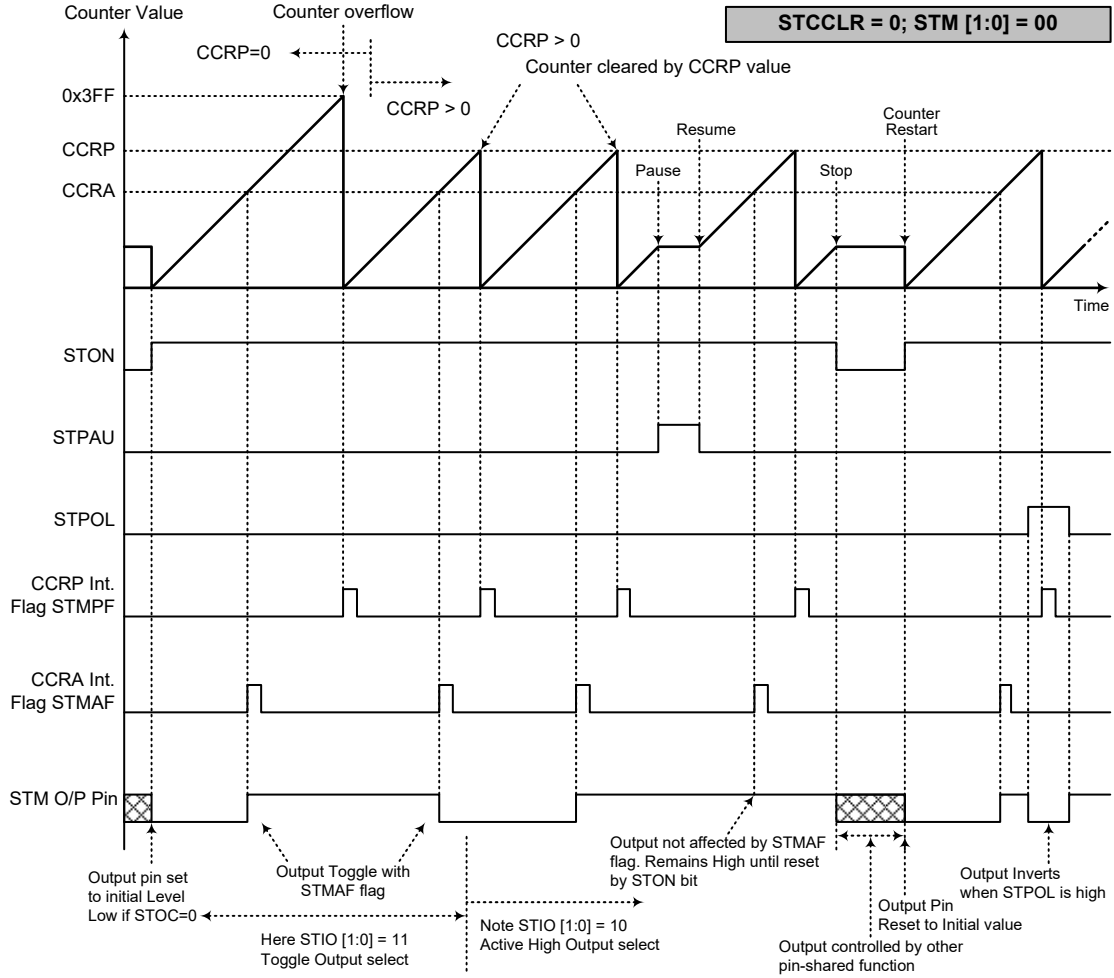 Counter Value
Counter overflow
STCCLR = 0; STM [1:0] = 00
CCRP=0
CCRP > 0
CCRP > 0
Counter cleared by CCRP value
0x3FF
CCRP
CCRA
Pause
Resume
Stop
Counter
Restart
Time
STON
STPAU
STPOL
CCRP Int.
Flag STMPF
CCRA Int.
Flag STMAF
STM O/P Pin
Output pin set
to initial Level
Low if STOC=0
Output Toggle with
STMAF flag
Here STIO [1:0] = 11
Toggle Output select
Note STIO [1:0] = 10
Active High Output select
Output not affected by STMAF
flag. Remains High until reset
by STON bit
Output controlled by other
pin-shared function
Output Pin
Reset to Initial value
Output Inverts
when STPOL is high